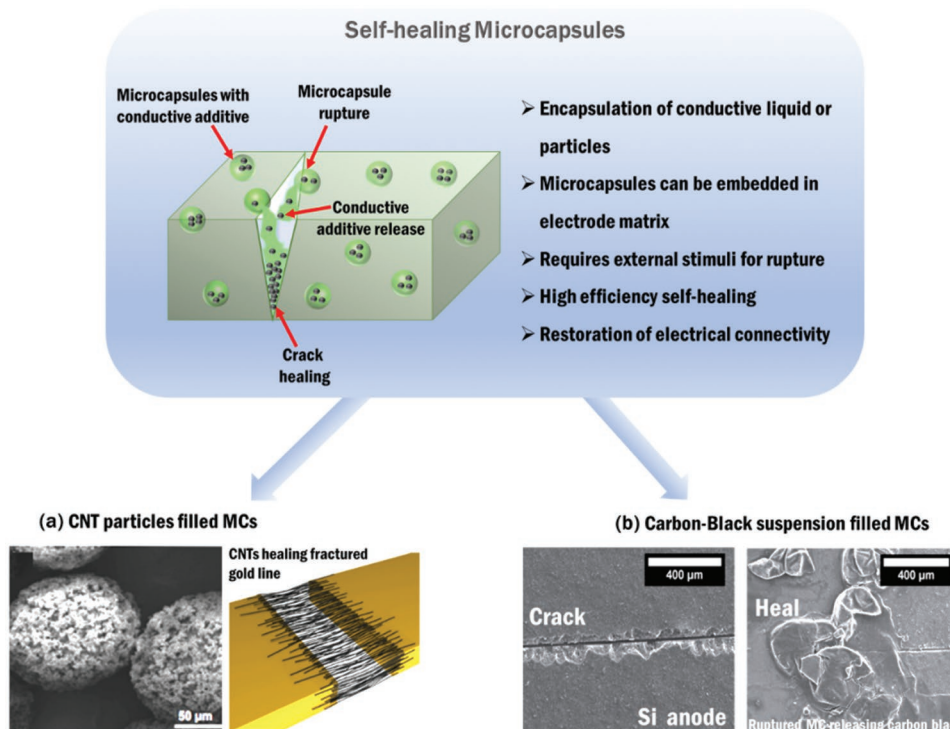 Self-healing Microcapsules
Microcapsules with
conductive additive
Microcapsule
rupture
Conductive
additive release
Crack
healing
➢ Encapsulation of conductive liquid or
particles
➢ Microcapsules can be embedded in
electrode matrix
➢ Requires external stimuli for rupture
➢ High efficiency self-healing
➢ Restoration of electrical connectivity
(a) CNT particles filled MCs
50 µm
CNTs healing fractured
gold line
(b) Carbon-Black suspension filled MCs
400 µm
Crack
Si anode
400 µm
Heal
Ruptured MC-releasing carbon bla